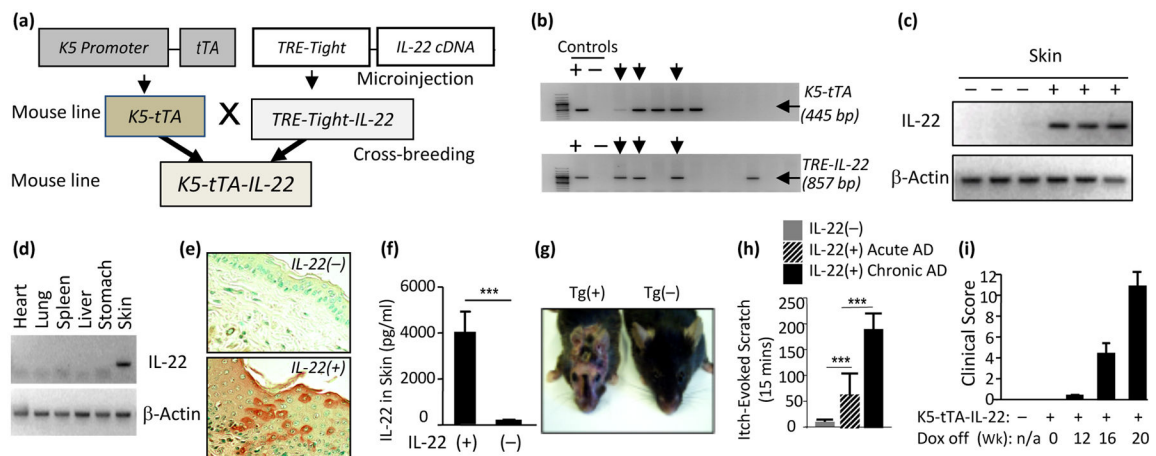 (a)
K5 Promoter
tTA
TRE-Tight
IL-22 cDNA
Microinjection
Mouse line
K5-tTA
X
TRE-Tight-IL-22
Cross-breeding
Mouse line
K5-tTA-IL-22
(b)
Controls
+ −
K5-tTA
(445 bp)
+ −
TRE-IL-22
(857 bp)
(c)
Skin
− − − + + +
IL-22
β-Actin
(d)
Heart
Lung
Spleen
Liver
Stomach
Skin
IL-22
β-Actin
(e)
IL-22(−)
IL-22(+)
(f)
IL-22 in Skin (pg/ml)
6000
4000
2000
0
***
IL-22 (+) (−)
(g)
Tg(+) Tg(−)
(h)
IL-22(−)
IL-22(+) Acute AD
IL-22(+) Chronic AD
Itch-Evoked Scratch
(15 mins)
250
200
150
100
50
0
***
***
(i)
Clinical Score
12
10
8
6
4
2
0
K5-tTA-IL-22: − + + + +
Dox off (Wk): n/a 0 12 16 20